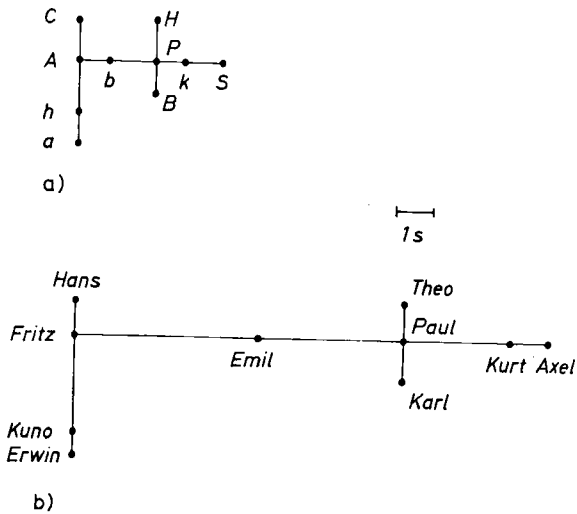 C H
A P
b k S
h B
a
a)
1s
Hans
Theo
Fritz Paul
Emil Kurt Axel
Karl
Kuno
Erwin
b)